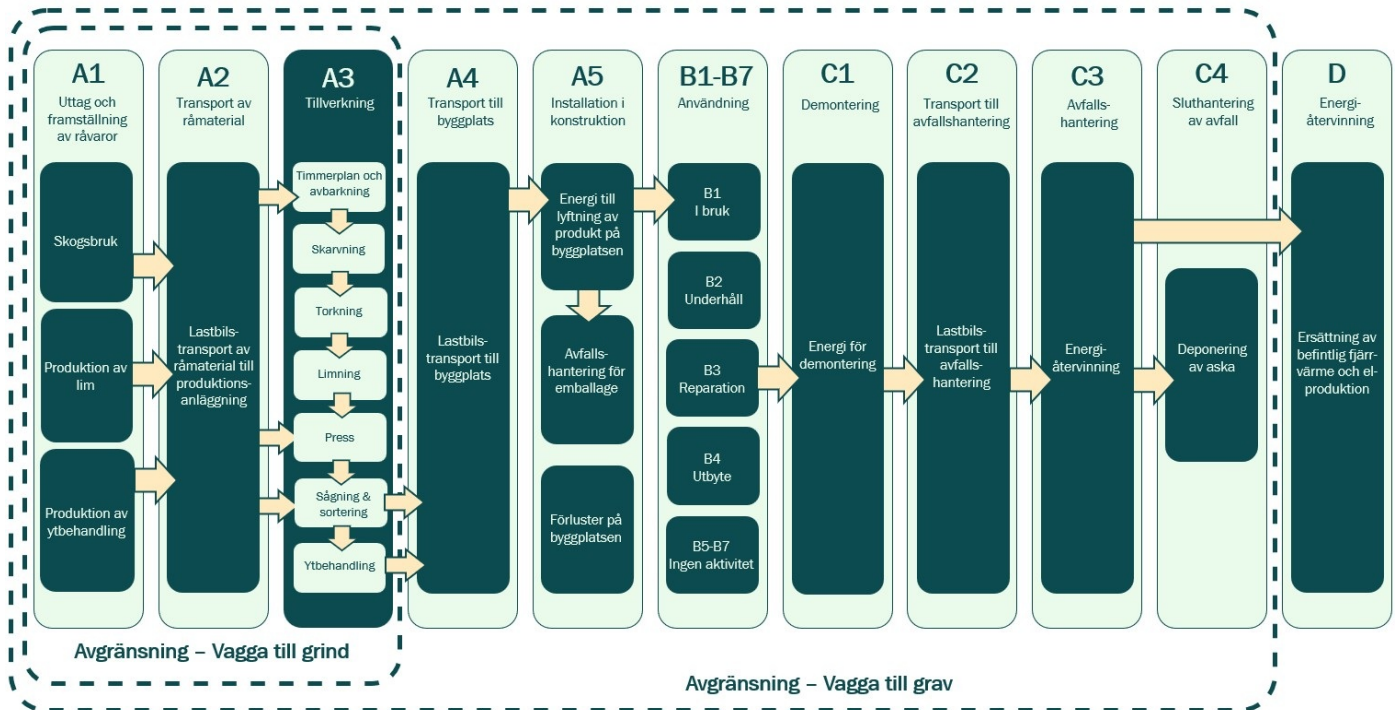 A1
Uttag och
framställning
av råvaror
Skogsbruk
Produktion av
lim
Produktion av
ytbehandling
A2
Transport av
råmaterial
Lastbils-
transport av
råmaterial till
produktions-
anläggning
A3
Tillverkning
Timmerplan och
avbarkning
Skarvning
Torkning
Limning
Press
Sågning &
sortering
Ytbehandling
A4
Transport till
byggplats
Lastbils-
transport till
byggplats
A5
Installation i
konstruktion
Energi till
lyftning av
produkt på
byggplatsen
Avfalls-
hantering för
emballage
Förluster på
byggplatsen
B1-B7
Användning
B1
I bruk
B2
Underhåll
B3
Reparation
B4
Utbyte
B5-B7
Ingen aktivitet
C1
Demontering
Energi för
demontering
C2
Transport till
avfallshantering
Lastbils-
transport till
avfalls-
hantering
C3
Avfalls-
hantering
Energi-
återvinning
C4
Sluthantering
av avfall
Deponering
av aska
D
Energi-
återvinning
Ersättning av
befintlig fjärr-
värme och el-
produktion
Avgränsning – Vagga till grind
Avgränsning – Vagga till grav